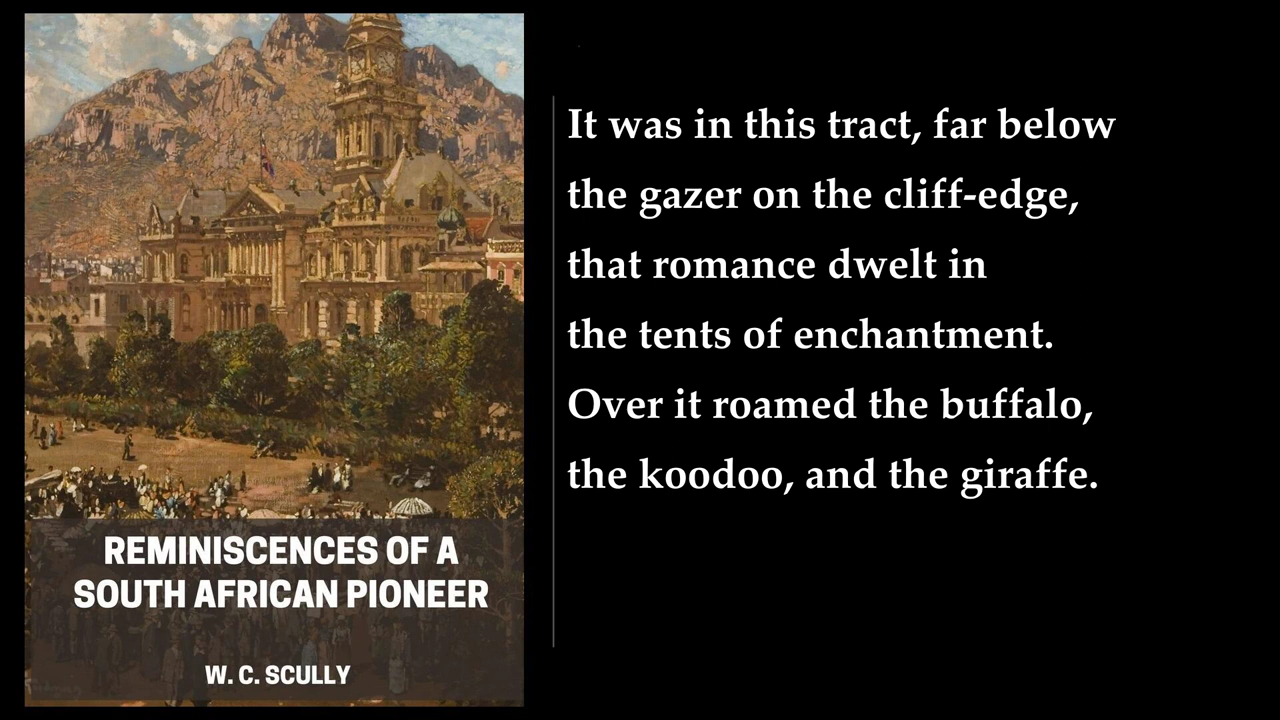 It was in this tract, far below
the gazer on the cliff-edge,
that romance dwelt in
the tents of enchantment.
Over it roamed the buffalo,
the koodoo, and the giraffe.
REMINISCENCES OF A
SOUTH AFRICAN PIONEER
W. C. SCULLY